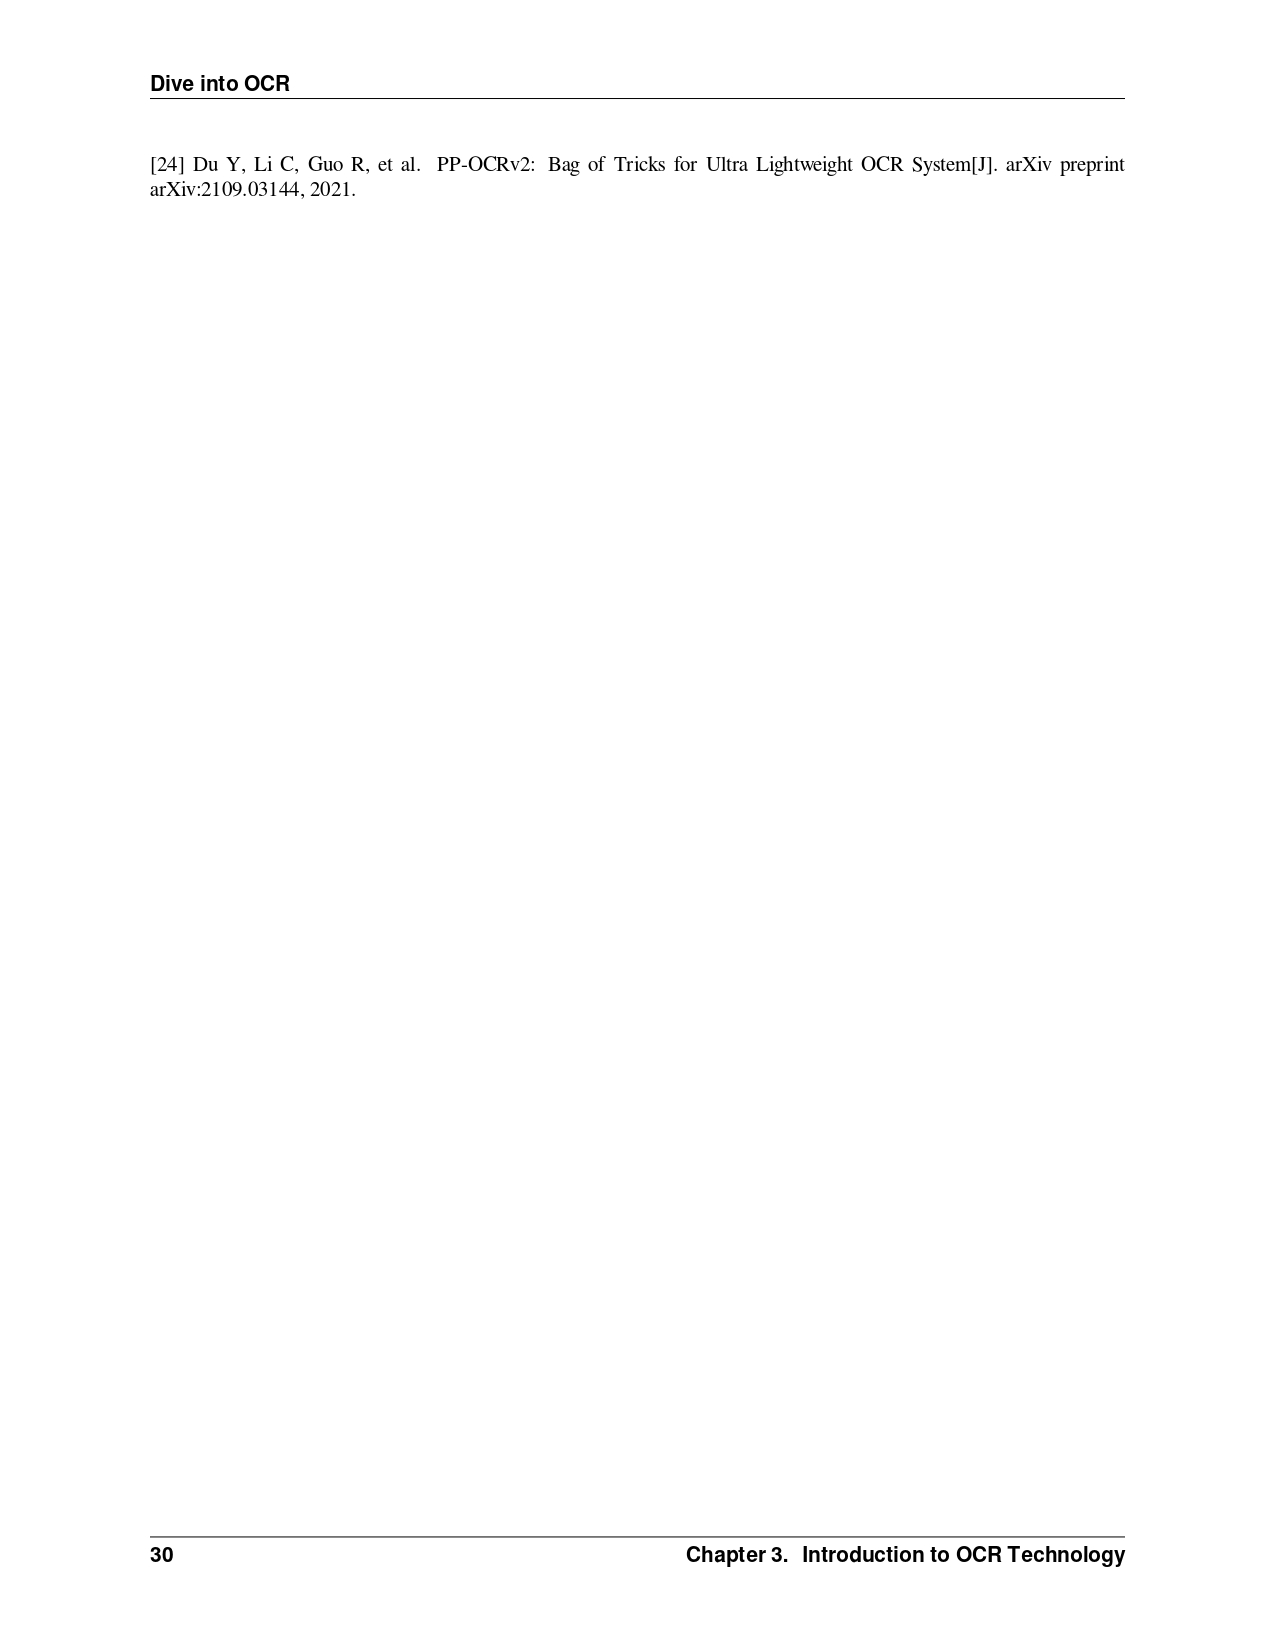 Dive into OCR
[24] Du Y, Li C, Guo R, et al. PP-OCRv2: Bag of Tricks for Ultra Lightweight OCR System[J]. arXiv preprint
arXiv:2109.03144, 2021.
30 Chapter 3. Introduction to OCR Technology